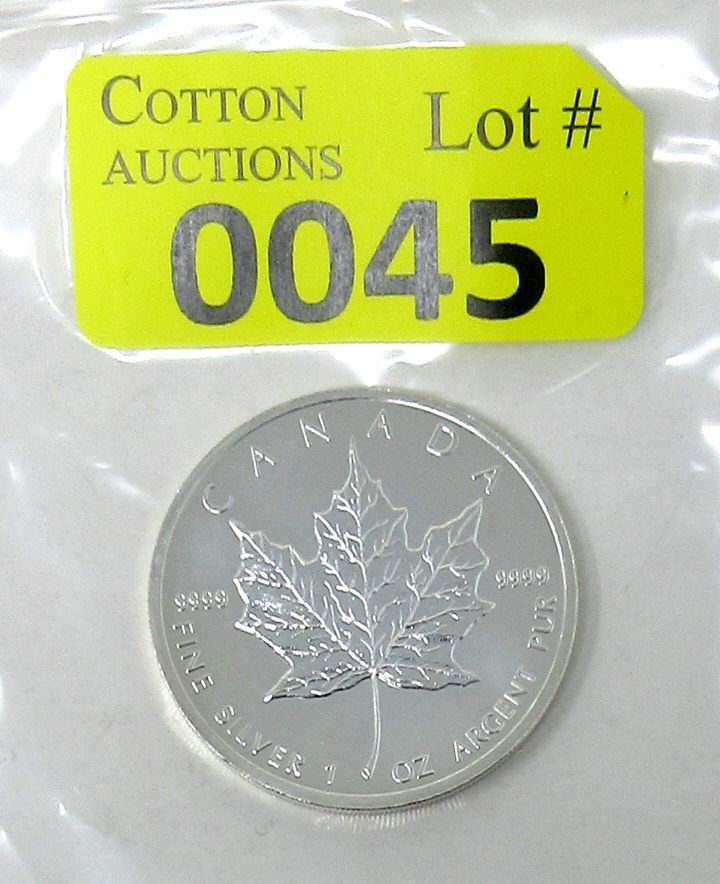 COTTON
AUCTIONS
Lot #
0045
CANADA
9999
9999
FINE SILVER 1 OZ ARGENT PUR